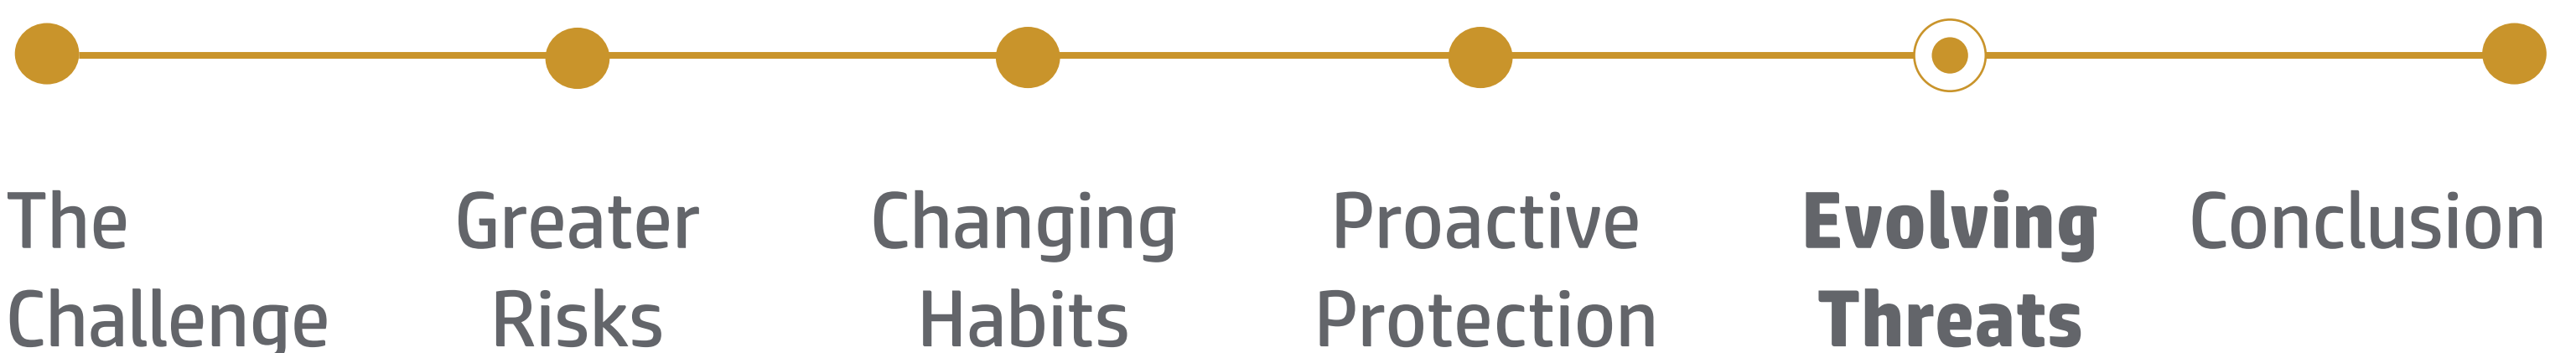 The
Challenge
Greater
Risks
Changing
Habits
Proactive
Protection
Evolving
Threats
Conclusion